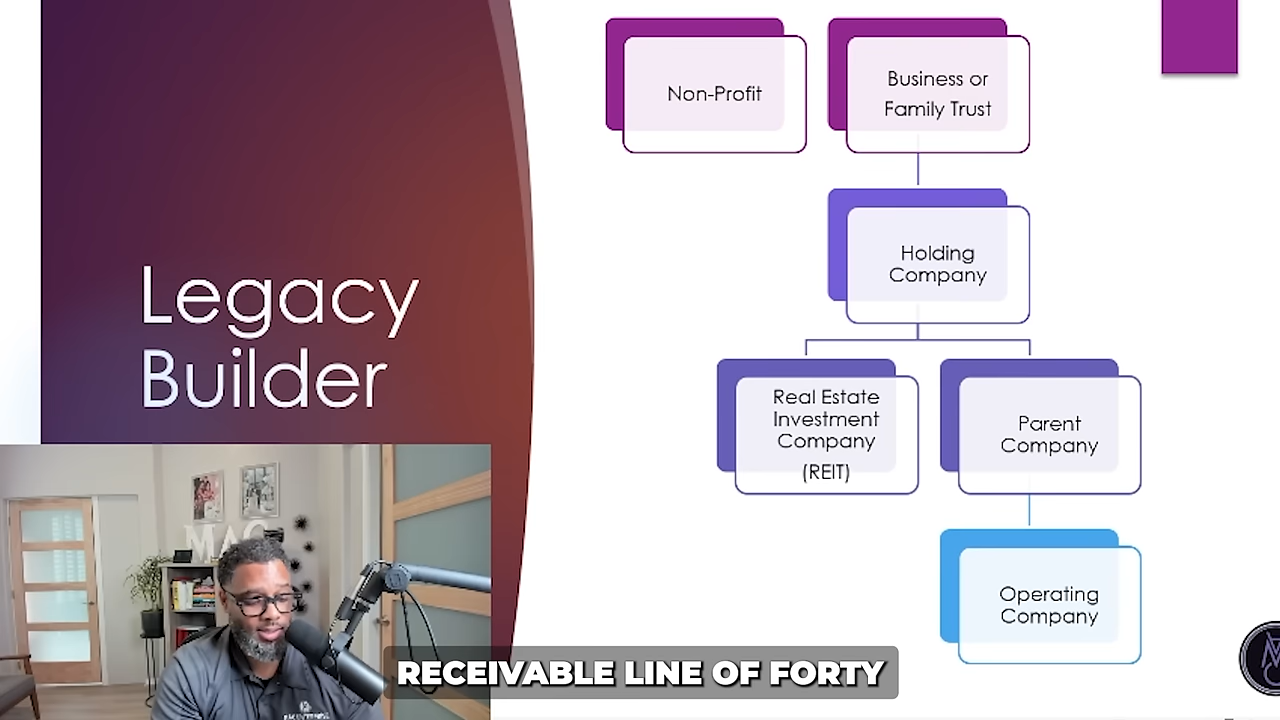 Legacy
Builder
Non-Profit
Business or
Family Trust
Holding
Company
Real Estate
Investment
Company
(REIT)
Parent
Company
Operating
Company
MAC
RECEIVABLE LINE OF FORTY